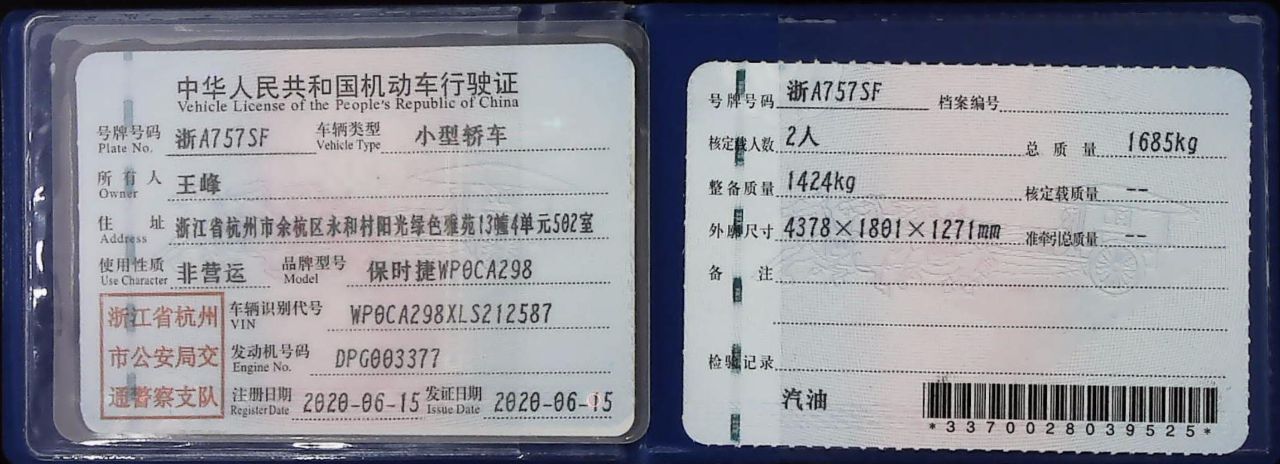 中华人民共和国机动车行驶证
Vehicle License of the People's Republic of China
号牌号码 浙A757SF 车辆类型 小型轿车
Plate No. Vehicle Type
所有人 王峰
Owner
住址 浙江省杭州市余杭区永和村阳光绿色雅苑13幢4单元502室
Address
使用性质 非营运 品牌型号 保时捷WP0CA298
Use Character Model
浙江省杭州
市公安局交
通警察支队
车辆识别代号 WP0CA298XLS212587
VIN
发动机号码 DPG003377
Engine No.
注册日期 2020-06-15 发证日期 2020-06-15
Register Date Issue Date
号牌号码 浙A757SF 档案编号
核定载人数 2人 总质量 1685kg
整备质量 1424kg 核定载质量 --
外廓尺寸 4378×1801×1271mm 准牵引总质量 --
备注
检验记录
汽油
*3370028039525*